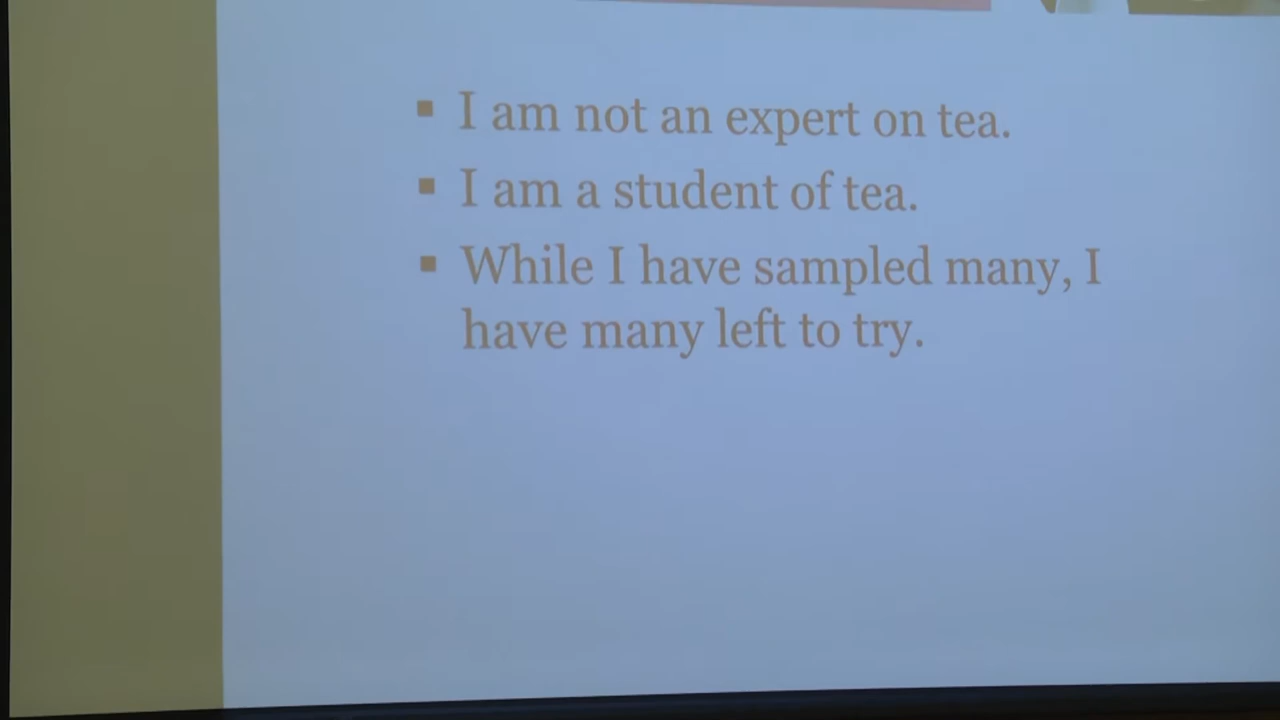 ▪ I am not an expert on tea.
▪ I am a student of tea.
▪ While I have sampled many, I
have many left to try.